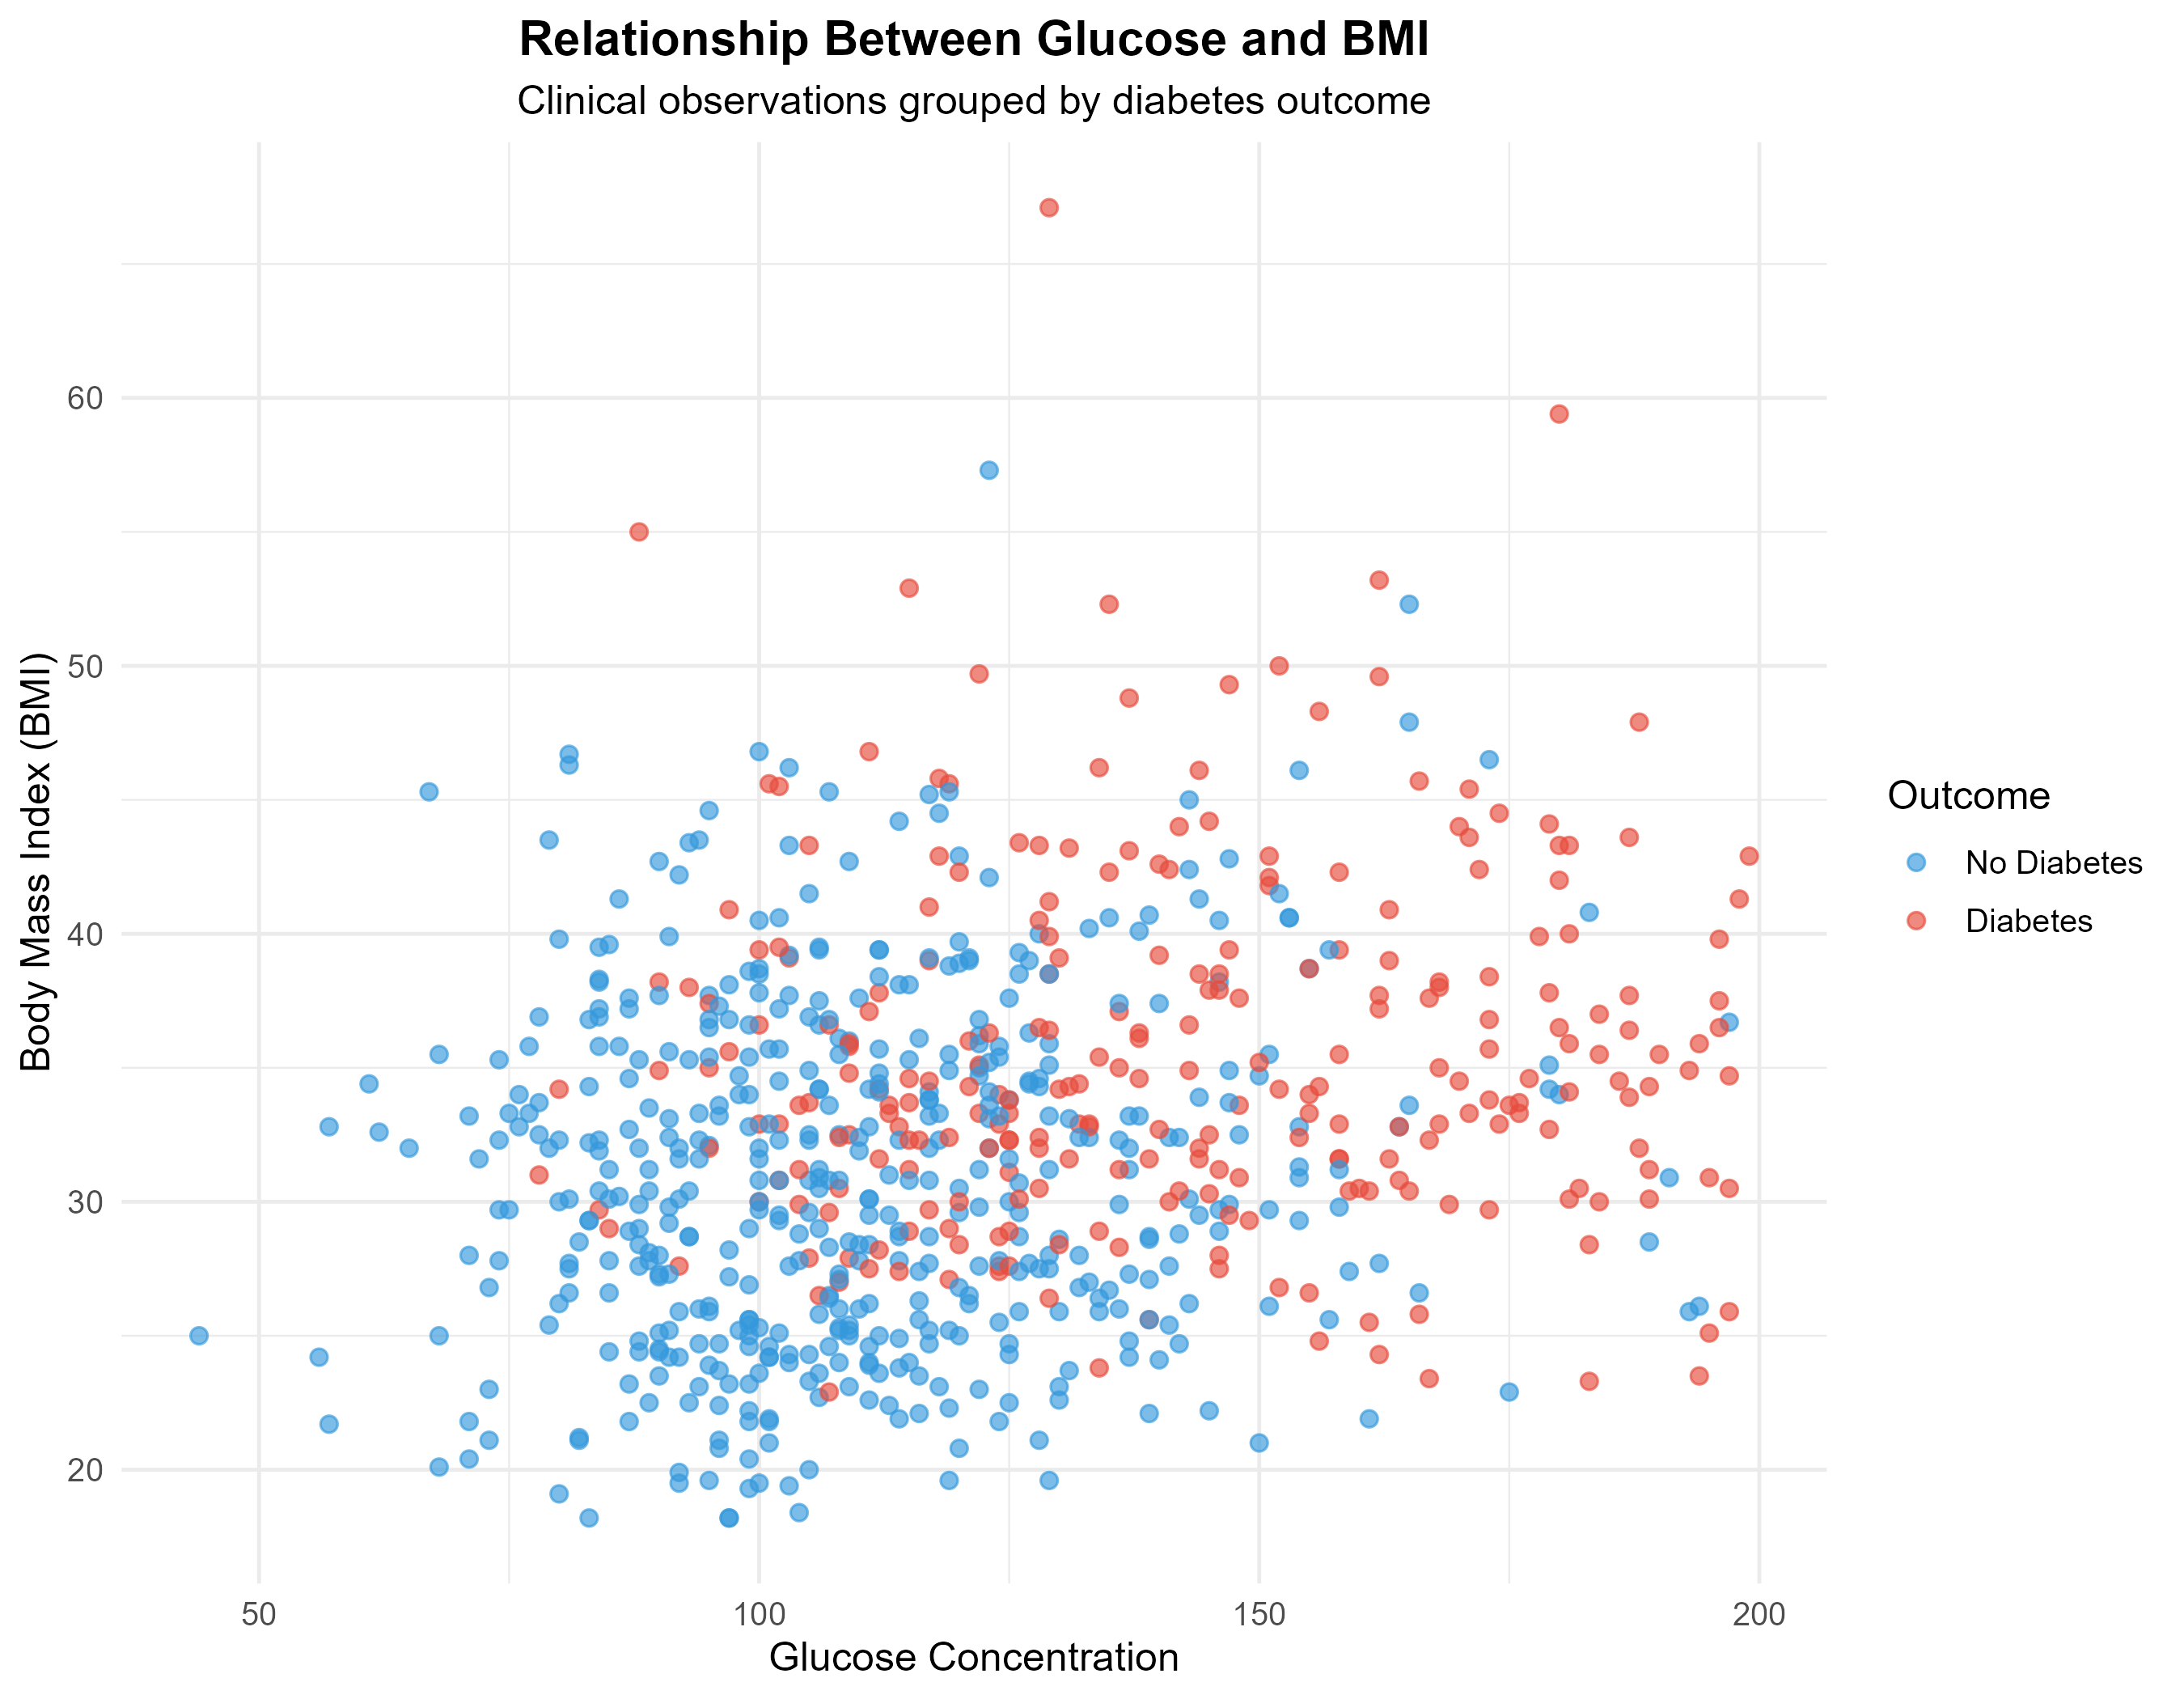 Relationship Between Glucose and BMI
Clinical observations grouped by diabetes outcome
Body Mass Index (BMI)
60
50
40
30
20
50
100
150
200
Glucose Concentration
Outcome
No Diabetes
Diabetes